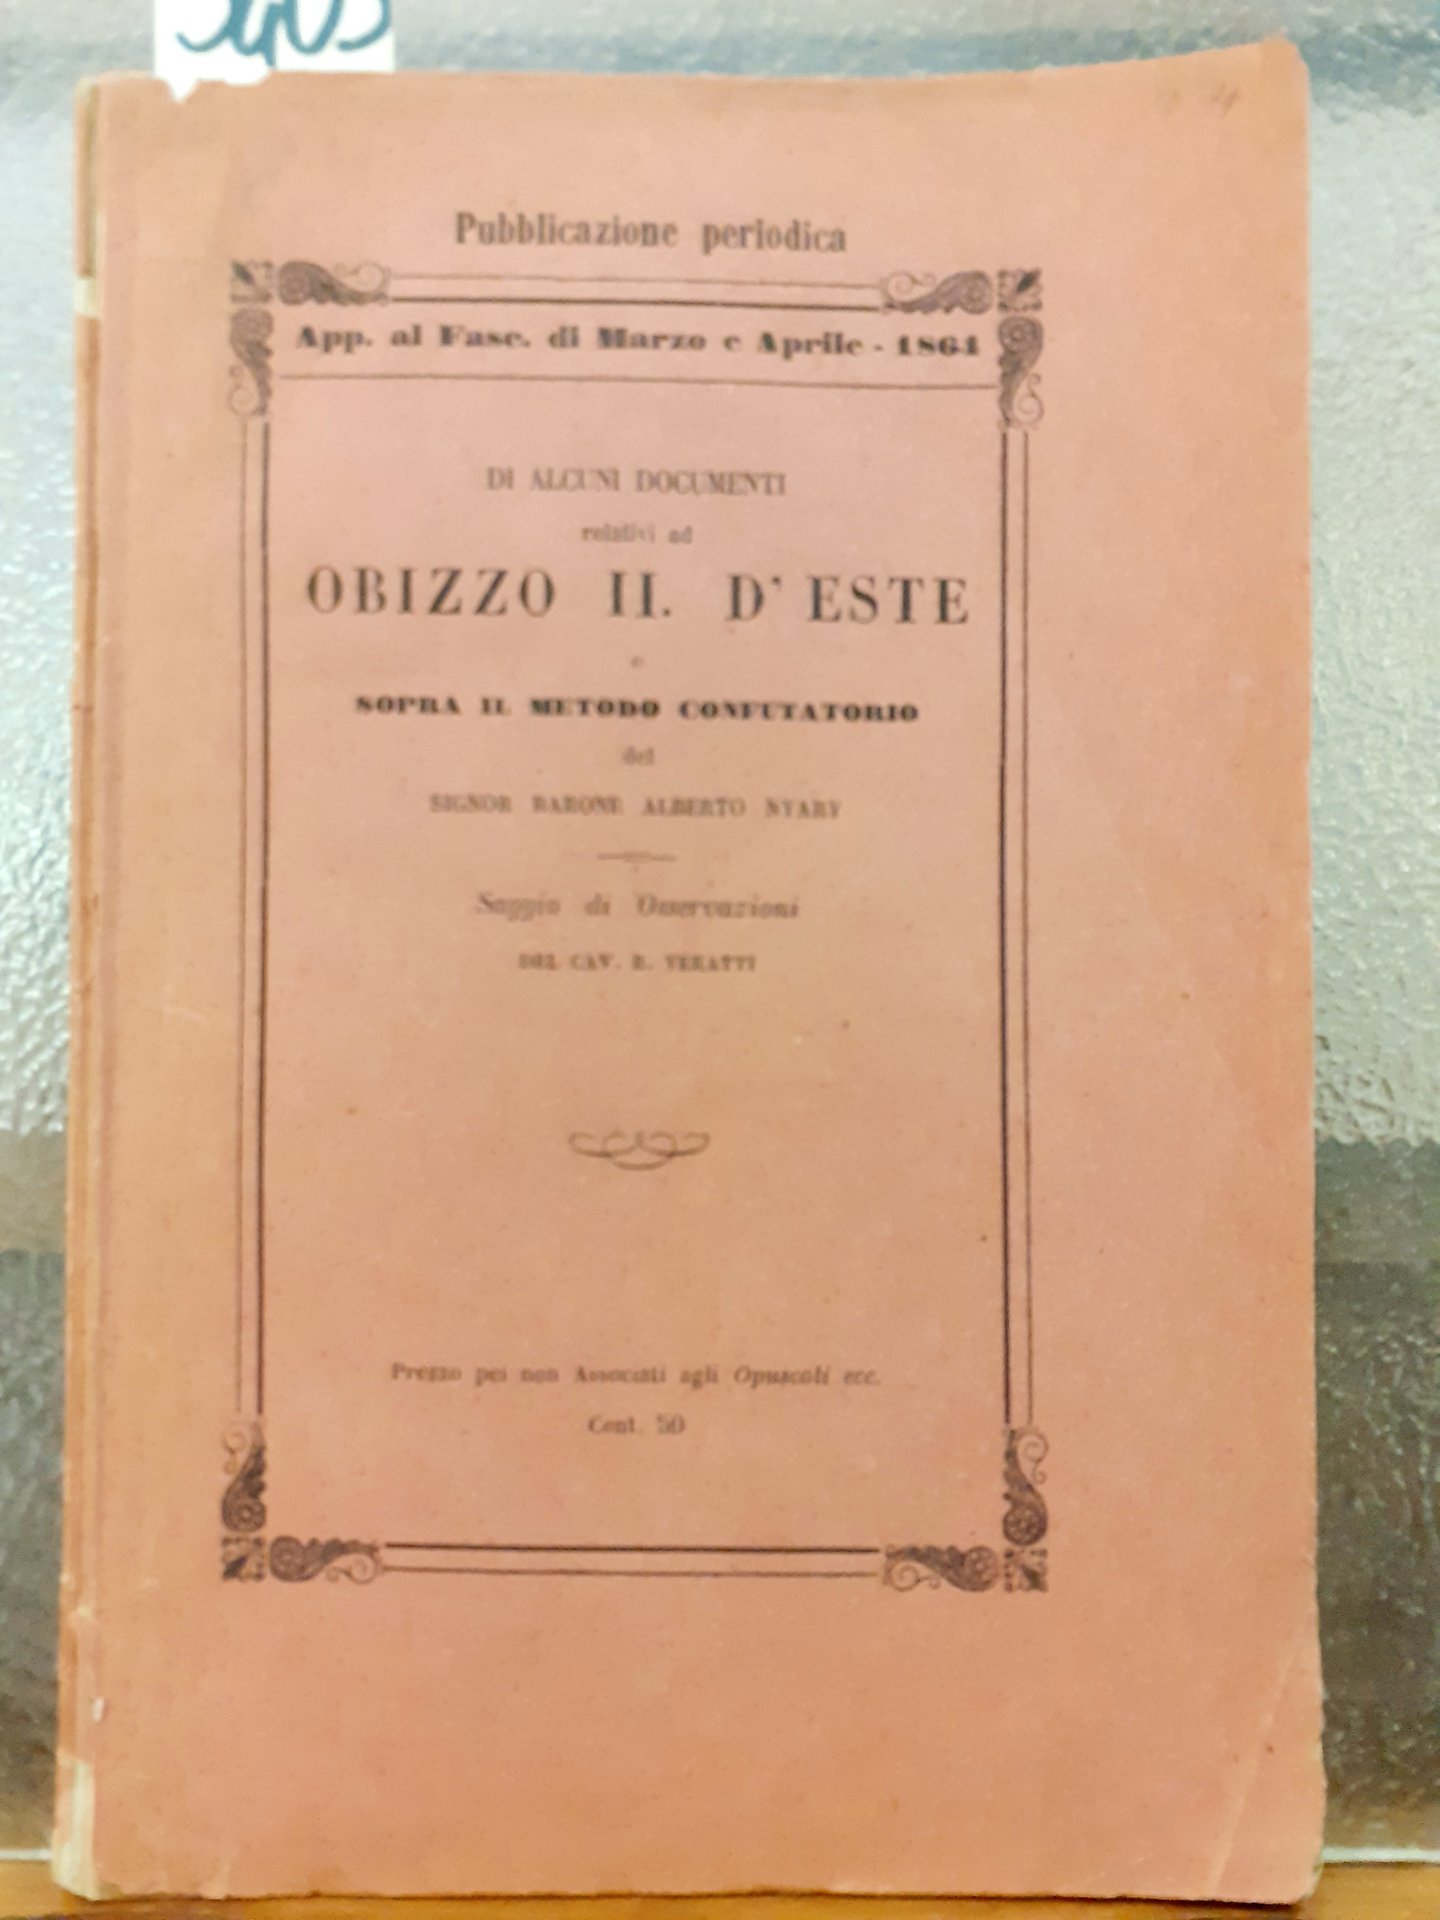 Pubblicazione periodica
App. al Fasc. di Marzo e Aprile - 1864
DI ALCUNI DOCUMENTI
relativi ad
OBIZZO II. D'ESTE
e
SOPRA IL METODO CONFUTATORIO
del
SIGNOR BARONE ALBERTO NYARY
Saggio di Osservazioni
DEL CAV. B. VERATTI
Prezzo pei non Associati agli Opuscoli ecc.
Cent. 50